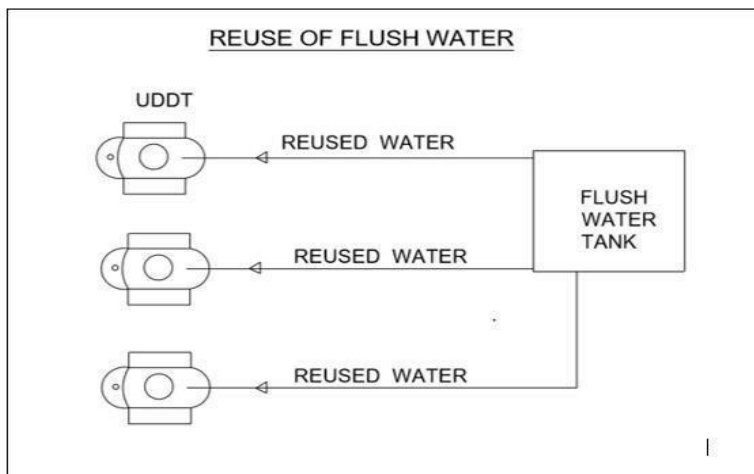 REUSE OF FLUSH WATER
UDDT
REUSED WATER
FLUSH
WATER
TANK
REUSED WATER
REUSED WATER